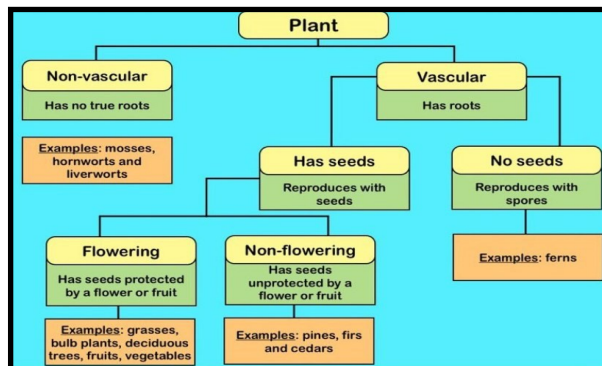 Plant
Non-vascular
Has no true roots
Examples: mosses,
hornworts and
liverworts
Vascular
Has roots
Has seeds
Reproduces with
seeds
No seeds
Reproduces with
spores
Examples: ferns
Flowering
Has seeds protected
by a flower or fruit
Examples: grasses,
bulb plants, deciduous
trees, fruits, vegetables
Non-flowering
Has seeds
unprotected by a
flower or fruit
Examples: pines, firs
and cedars